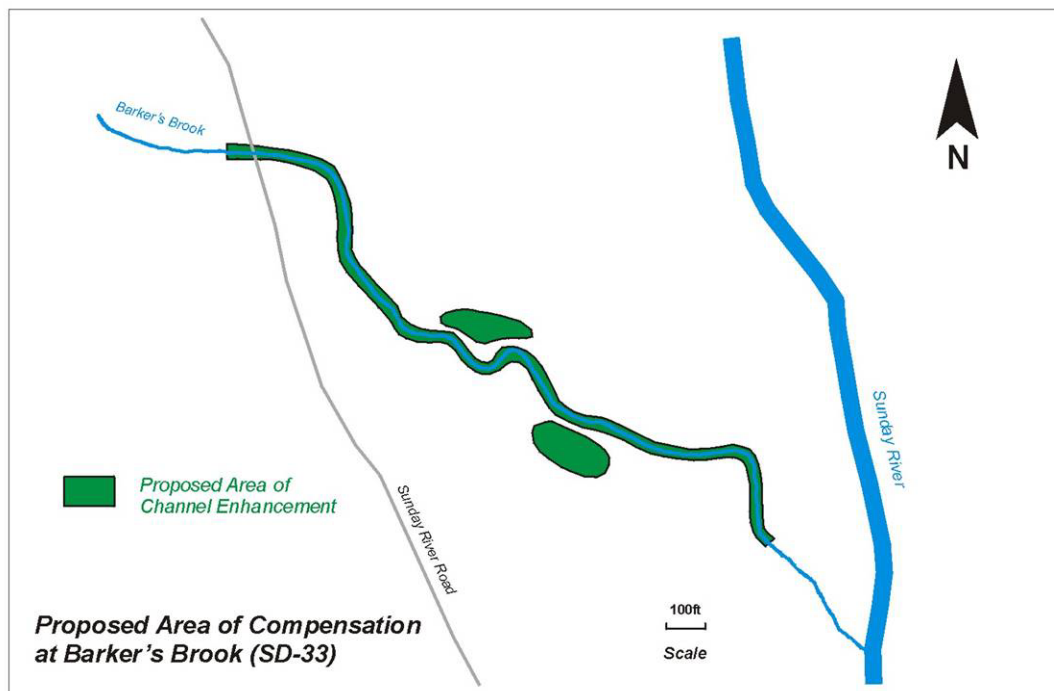 Barker's Brook
N
Sunday River
Proposed Area of
Channel Enhancement
Sunday River Road
100ft
Scale
Proposed Area of Compensation
at Barker's Brook (SD-33)